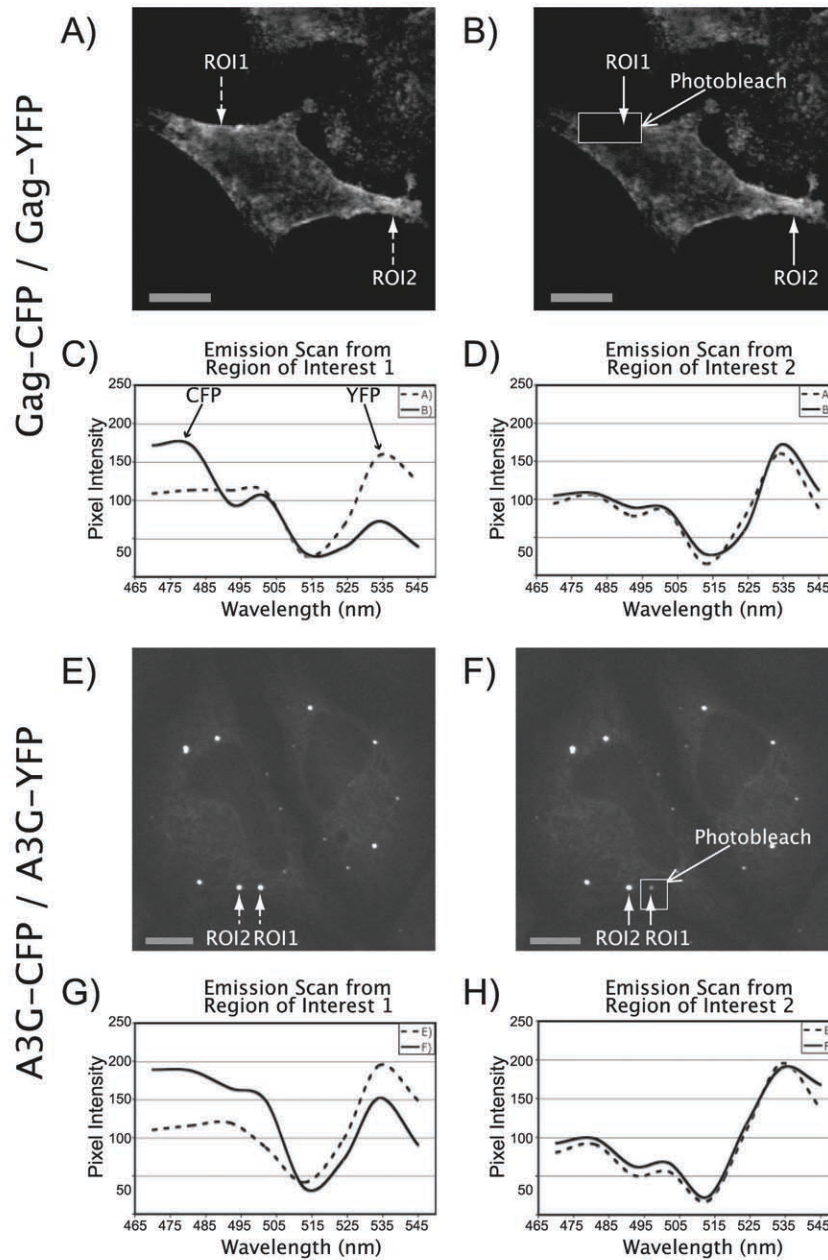 Gag-CFP / Gag-YFP
A)
ROI1
ROI2
B)
ROI1
Photobleach
ROI2
C)
Emission Scan from
Region of Interest 1
250
200
150
100
50
Pixel Intensity
CFP
YFP
A)
B)
465 475 485 495 505 515 525 535 545
Wavelength (nm)
D)
Emission Scan from
Region of Interest 2
250
200
150
100
50
Pixel Intensity
A
B
465 475 485 495 505 515 525 535 545
Wavelength (nm)
A3G-CFP / A3G-YFP
E)
ROI2 ROI1
F)
Photobleach
ROI2 ROI1
G)
Emission Scan from
Region of Interest 1
250
200
150
100
50
Pixel Intensity
E)
F)
465 475 485 495 505 515 525 535 545
Wavelength (nm)
H)
Emission Scan from
Region of Interest 2
250
200
150
100
50
Pixel Intensity
E
F
465 475 485 495 505 515 525 535 545
Wavelength (nm)